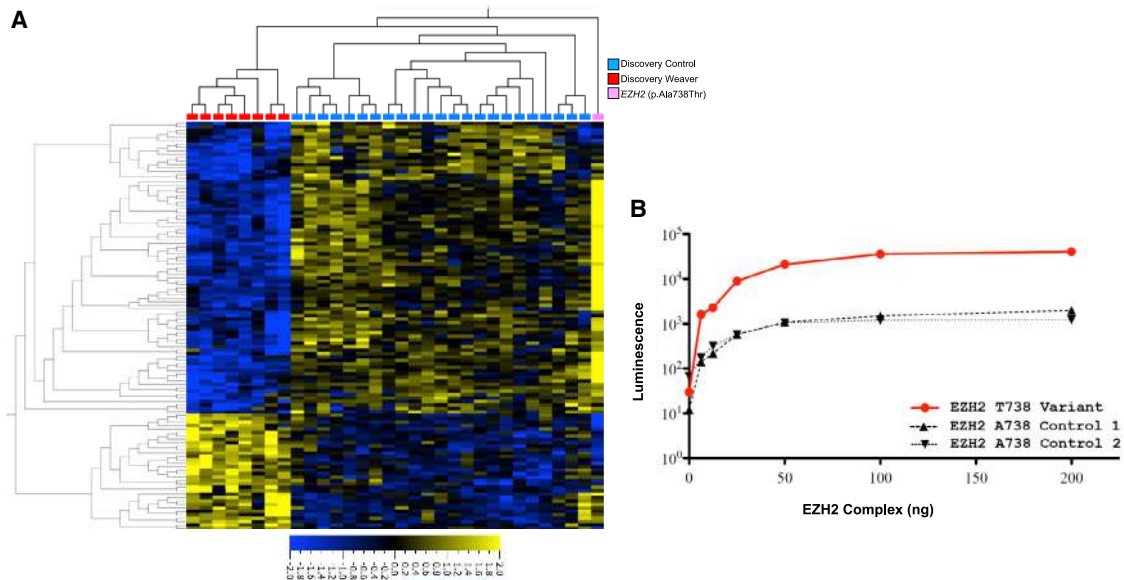 A
Discovery Control
Discovery Weaver
EZH2 (p.Ala738Thr)
-2.0
-1.8
-1.6
-1.4
-1.2
-1.0
-0.8
-0.6
-0.4
-0.2
0.0
0.2
0.4
0.6
0.8
1.0
1.2
1.4
1.6
1.8
2.0
B
10^5
10^4
10^3
10^2
10^1
10^0
Luminescence
EZH2 T738 Variant
EZH2 A738 Control 1
EZH2 A738 Control 2
0 50 100 150 200
EZH2 Complex (ng)